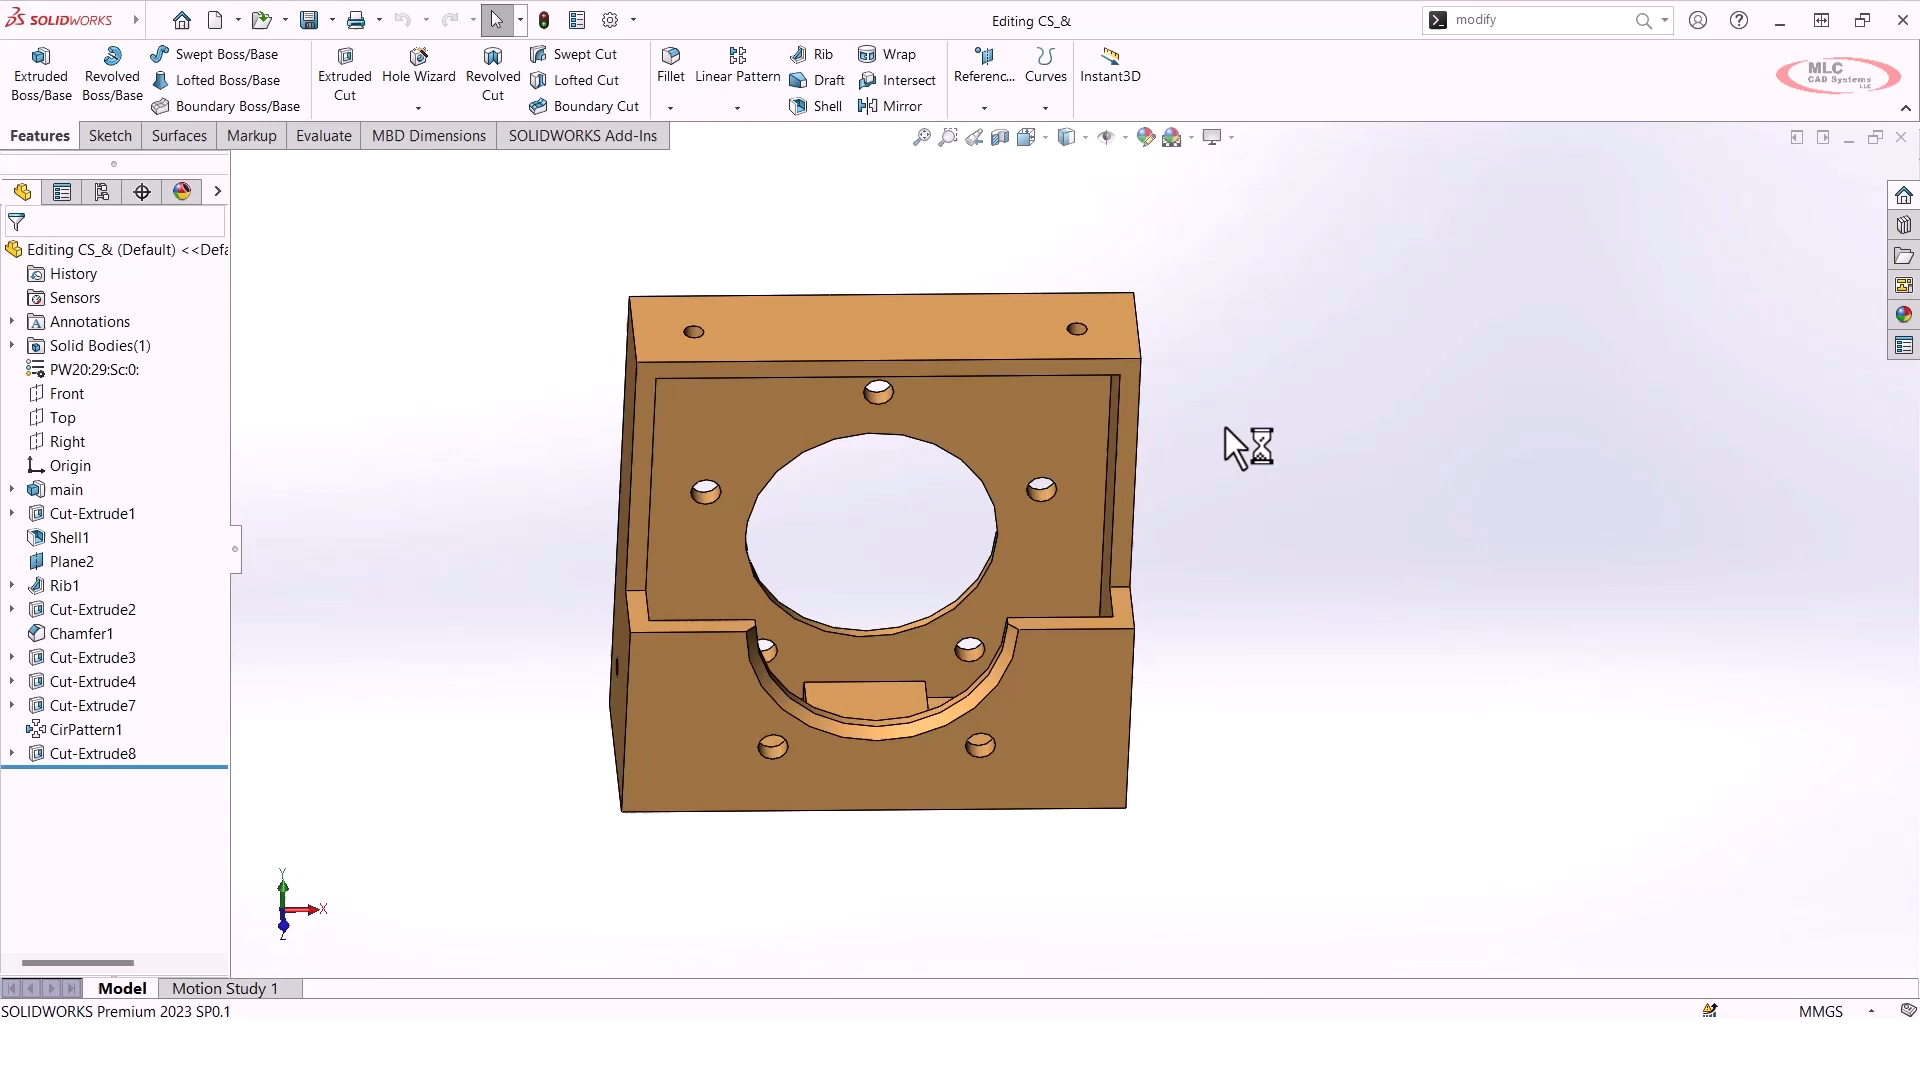 SOLIDWORKS
Editing CS_&
modify
Extruded Boss/Base
Revolved Boss/Base
Swept Boss/Base
Lofted Boss/Base
Boundary Boss/Base
Extruded Cut
Hole Wizard
Revolved Cut
Swept Cut
Lofted Cut
Boundary Cut
Fillet
Linear Pattern
Rib
Draft
Shell
Wrap
Intersect
Mirror
Referenc...
Curves
Instant3D
MLC
CAD Systems
LLC
Features
Sketch
Surfaces
Markup
Evaluate
MBD Dimensions
SOLIDWORKS Add-Ins
Editing CS_& (Default) <<Defa
History
Sensors
Annotations
Solid Bodies(1)
PW20:29:Sc:0:
Front
Top
Right
Origin
main
Cut-Extrude1
Shell1
Plane2
Rib1
Cut-Extrude2
Chamfer1
Cut-Extrude3
Cut-Extrude4
Cut-Extrude7
CirPattern1
Cut-Extrude8
Y
X
Z
Model
Motion Study 1
SOLIDWORKS Premium 2023 SP0.1
MMGS